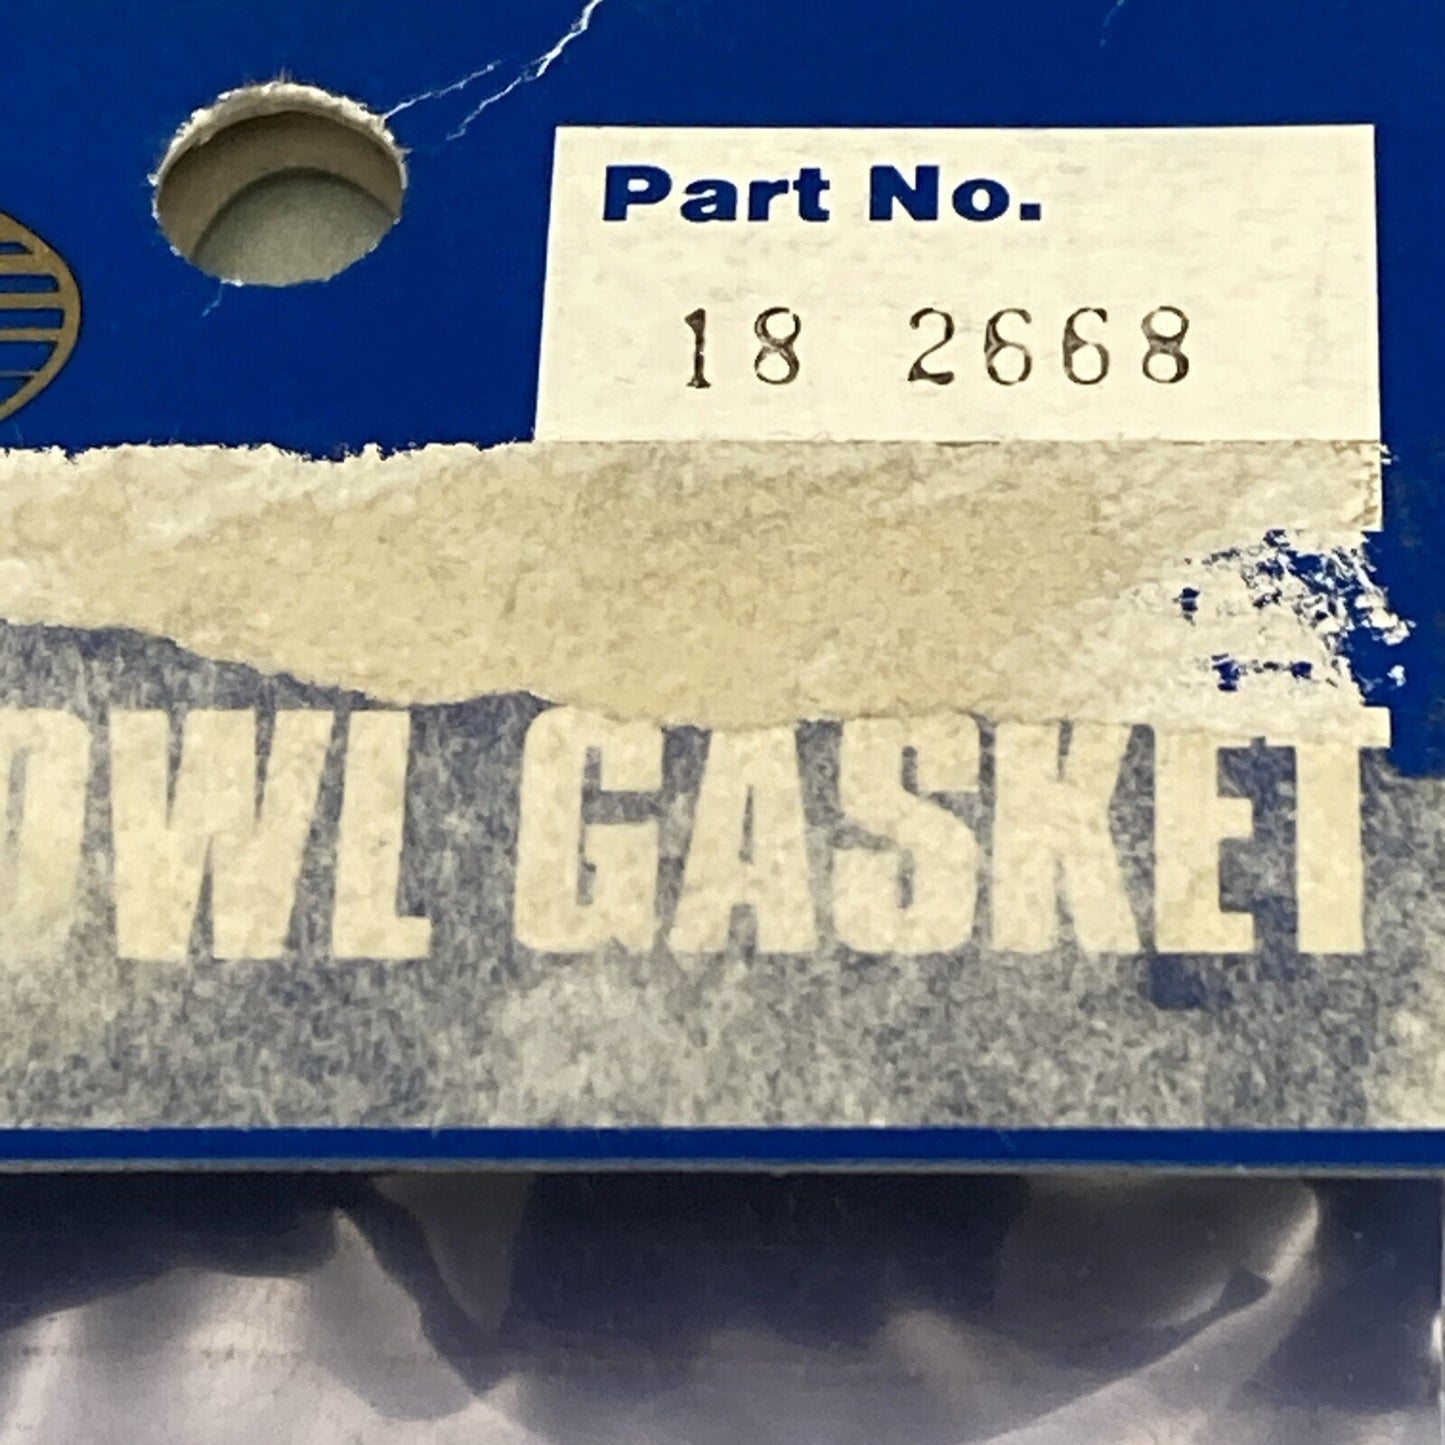 Part No.
18 2668
OWL GASKET